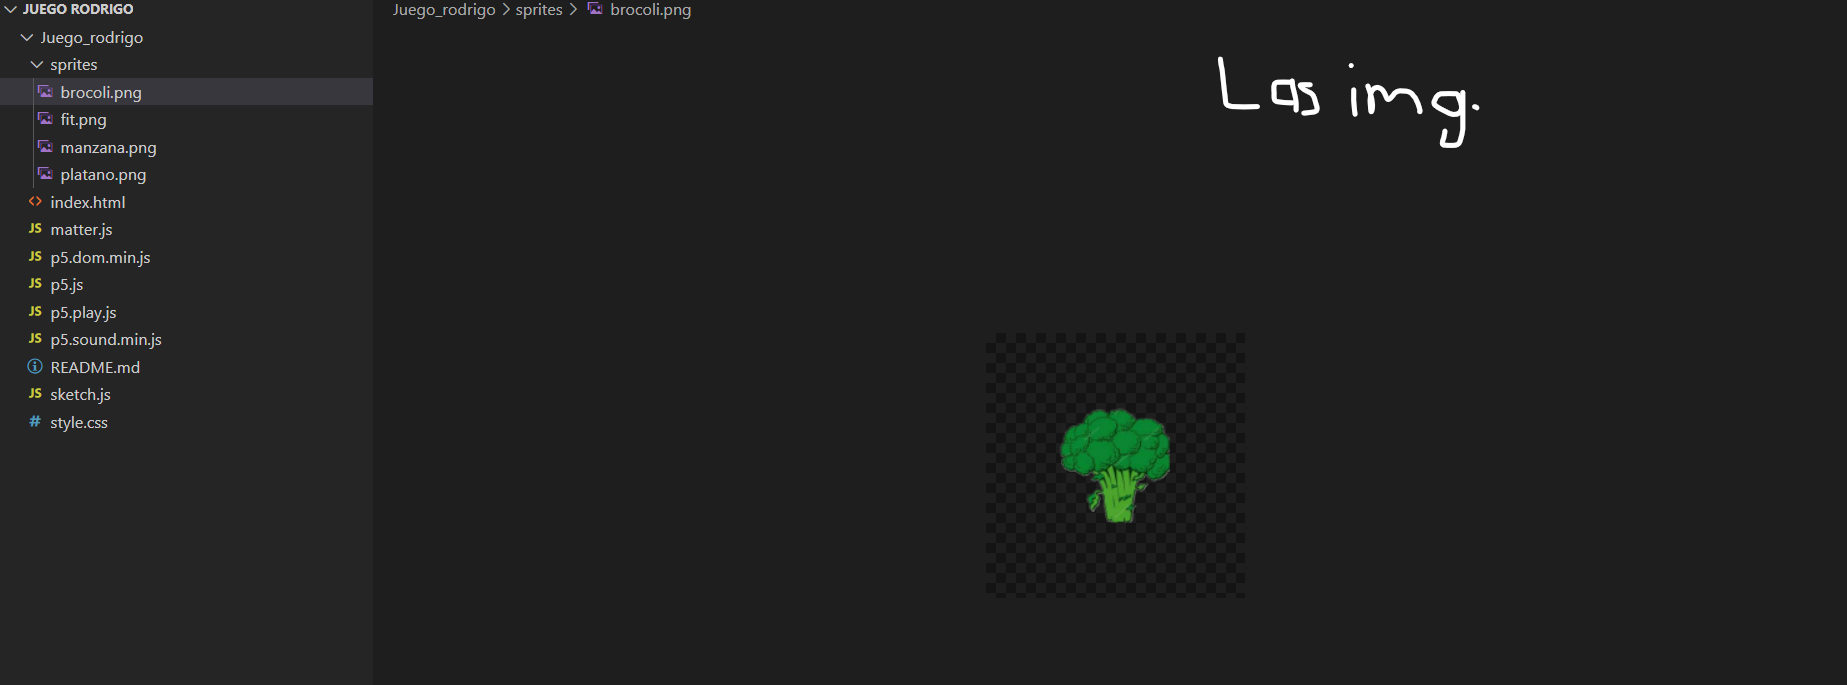 JUEGO RODRIGO
Juego_rodrigo
sprites
brocoli.png
fit.png
manzana.png
platano.png
<> index.html
JS matter.js
JS p5.dom.min.js
JS p5.js
JS p5.play.js
JS p5.sound.min.js
README.md
JS sketch.js
# style.css
Juego_rodrigo > sprites > brocoli.png
Las img.